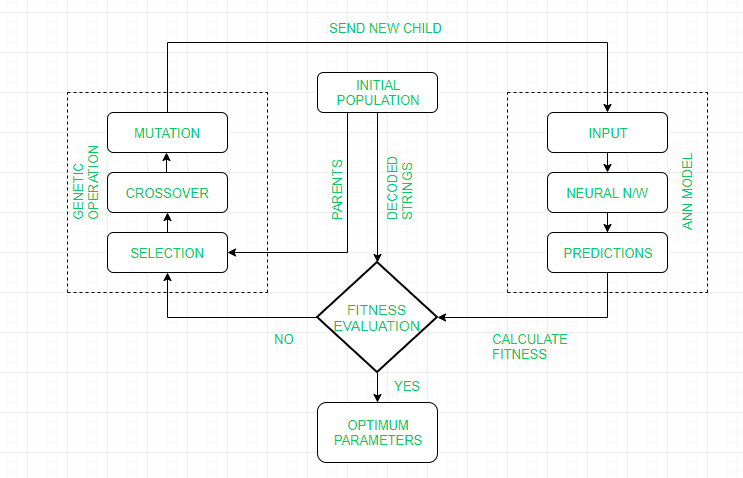 SEND NEW CHILD
INITIAL
POPULATION
MUTATION
CROSSOVER
SELECTION
GENETIC
OPERATION
PARENTS
DECODED
STRINGS
INPUT
NEURAL N/W
PREDICTIONS
ANN MODEL
FITNESS
EVALUATION
NO
CALCULATE
FITNESS
YES
OPTIMUM
PARAMETERS